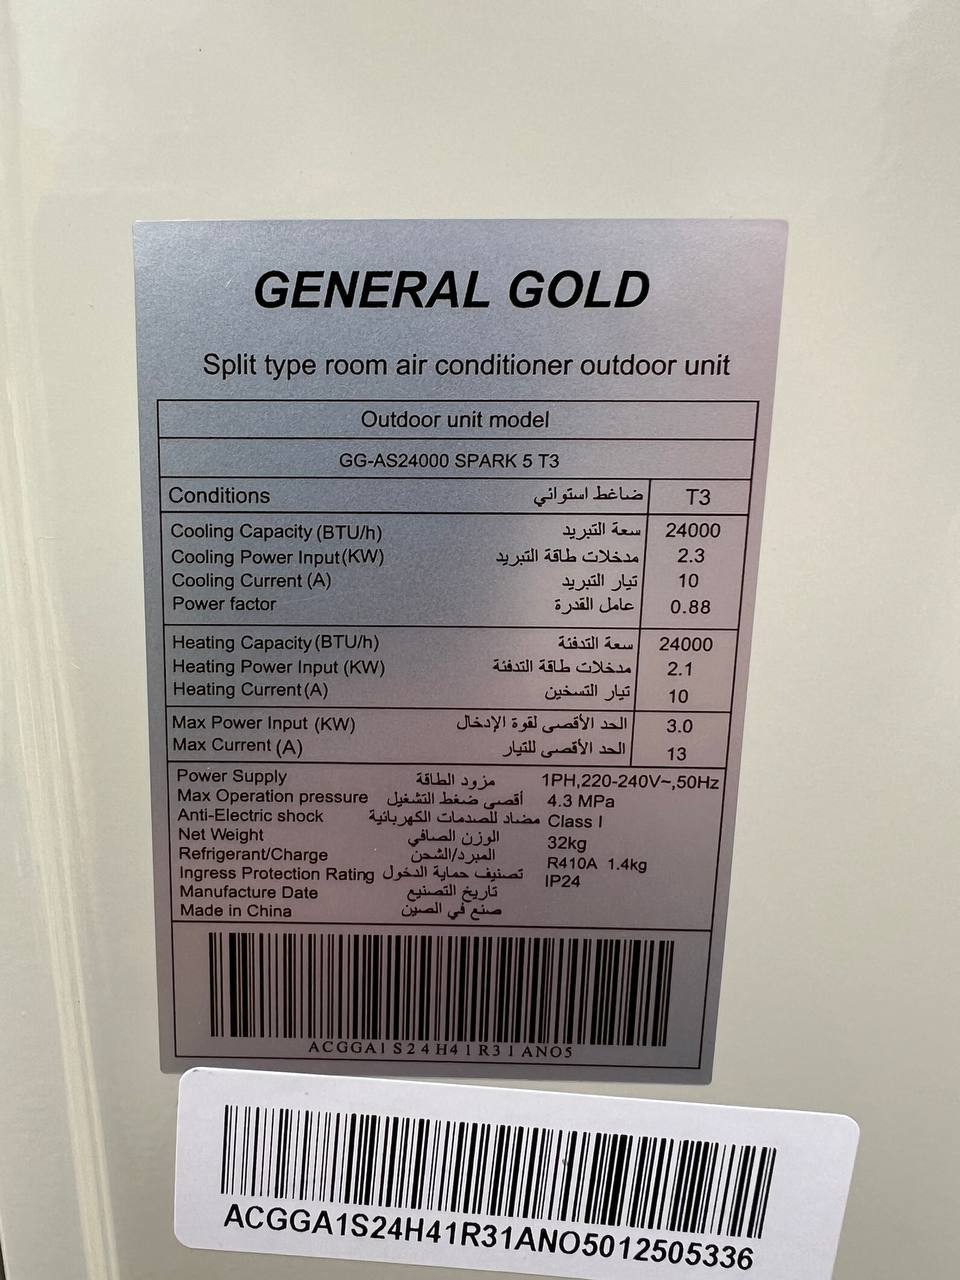 GENERAL GOLD
Split type room air conditioner outdoor unit
Outdoor unit model
GG-AS24000 SPARK 5 T3
Conditions ضاغط استوائي T3
Cooling Capacity (BTU/h) سعة التبريد 24000
Cooling Power Input(KW) مدخلات طاقة التبريد 2.3
Cooling Current (A) تيار التبريد 10
Power factor عامل القدرة 0.88
Heating Capacity (BTU/h) سعة التدفئة 24000
Heating Power Input (KW) مدخلات طاقة التدفئة 2.1
Heating Current (A) تيار التسخين 10
Max Power Input (KW) الحد الأقصى لقوة الإدخال 3.0
Max Current (A) الحد الأقصى للتيار 13
Power Supply مزود الطاقة 1PH,220-240V~,50Hz
Max Operation pressure أقصى ضغط التشغيل 4.3 MPa
Anti-Electric shock مضاد للصدمات الكهربائية Class I
Net Weight الوزن الصافي 32kg
Refrigerant/Charge المبرد/الشحن R410A 1.4kg
Ingress Protection Rating تصنيف حماية الدخول IP24
Manufacture Date تاريخ التصنيع
Made in China صنع في الصين
ACGGA1S24H41R31ANO5
ACGGA1S24H41R31ANO5012505336